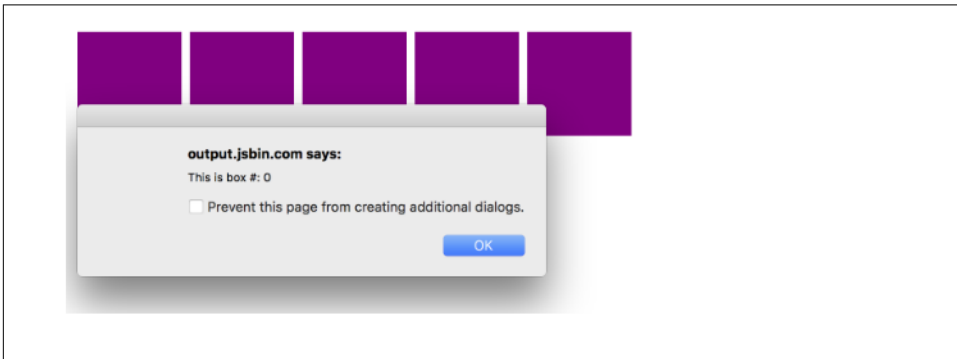 output.jsbin.com says:
This is box #: 0
Prevent this page from creating additional dialogs.
OK